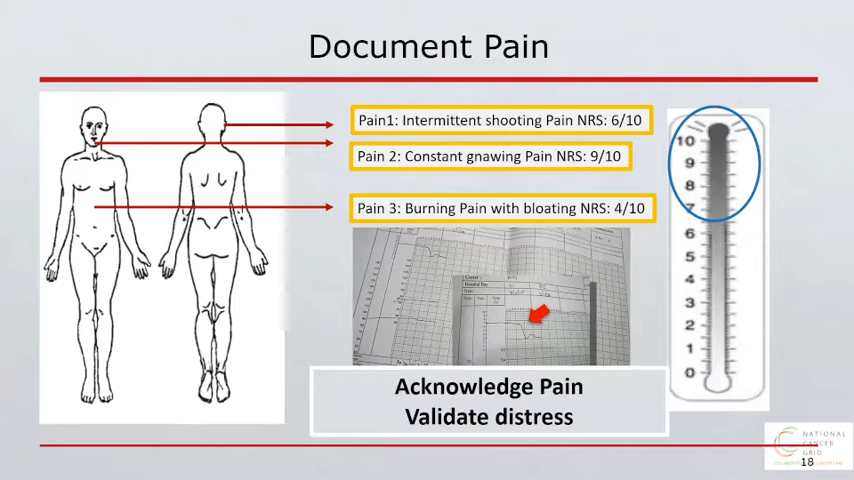 Document Pain
Pain1: Intermittent shooting Pain NRS: 6/10
Pain 2: Constant gnawing Pain NRS: 9/10
Pain 3: Burning Pain with bloating NRS: 4/10
10
9
8
7
6
5
4
3
2
1
0
Acknowledge Pain
Validate distress
NATIONAL
CANCER
GRID
18